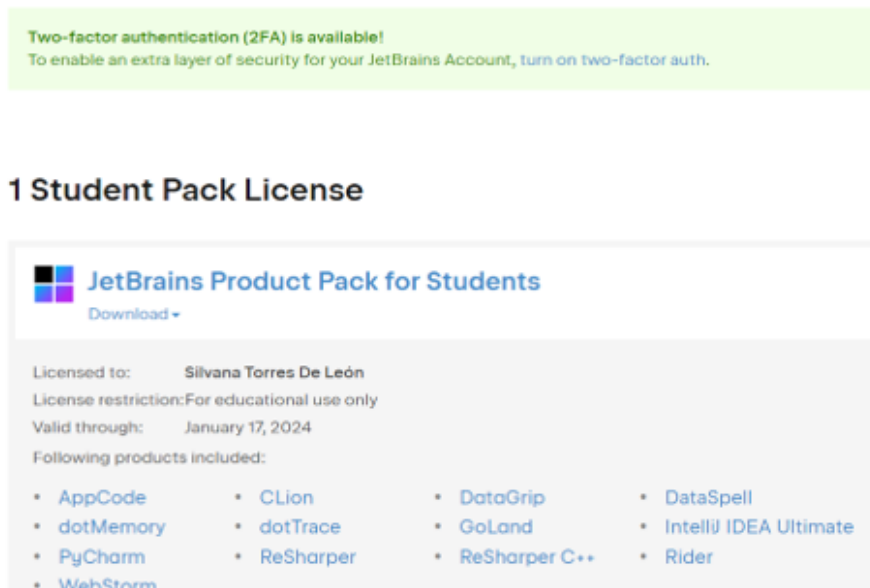 Two-factor authentication (2FA) is available!
To enable an extra layer of security for your JetBrains Account, turn on two-factor auth.
1 Student Pack License
JetBrains Product Pack for Students
Download
Licensed to: Silvana Torres De León
License restriction: For educational use only
Valid through: January 17, 2024
Following products included:
• AppCode • CLion • DataGrip • DataSpell
• dotMemory • dotTrace • GoLand • IntelliJ IDEA Ultimate
• PyCharm • ReSharper • ReSharper C++ • Rider
• WebStorm